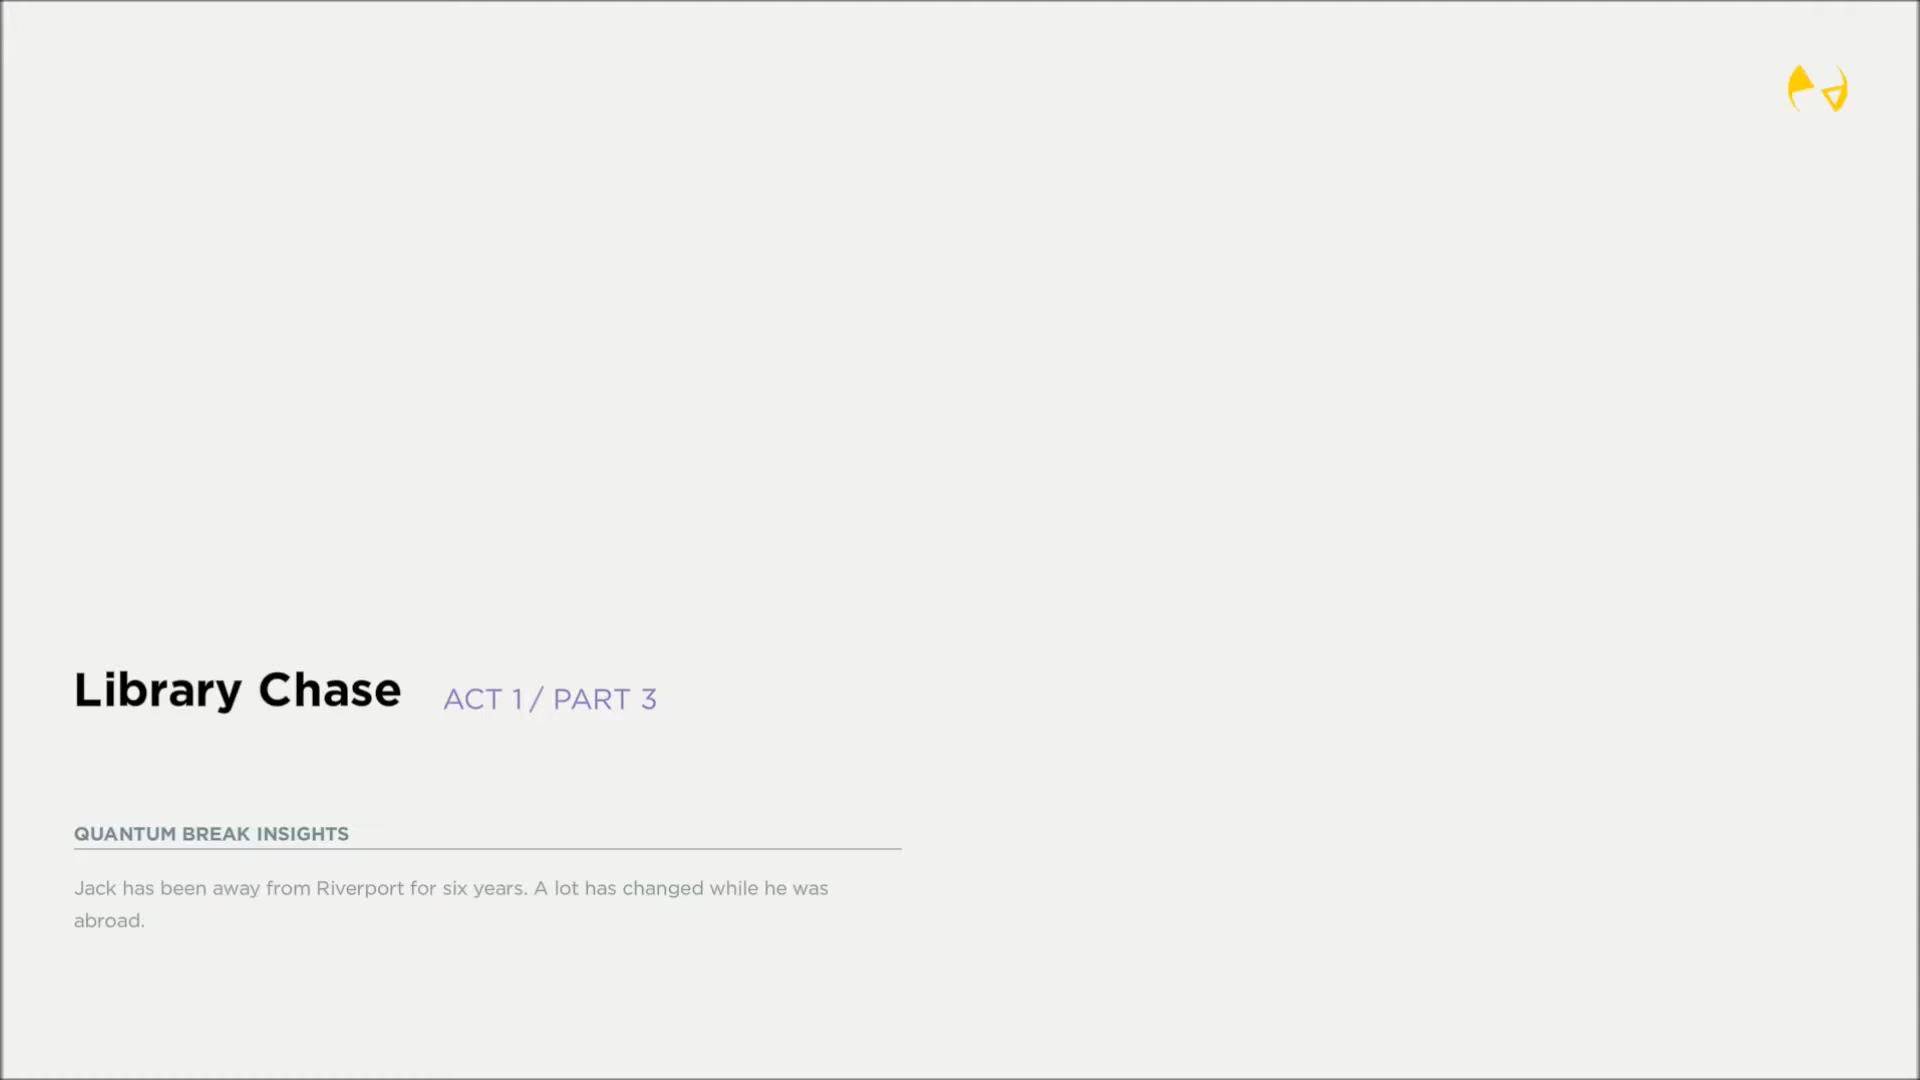 Library Chase ACT 1 / PART 3
QUANTUM BREAK INSIGHTS
Jack has been away from Riverport for six years. A lot has changed while he was
abroad.